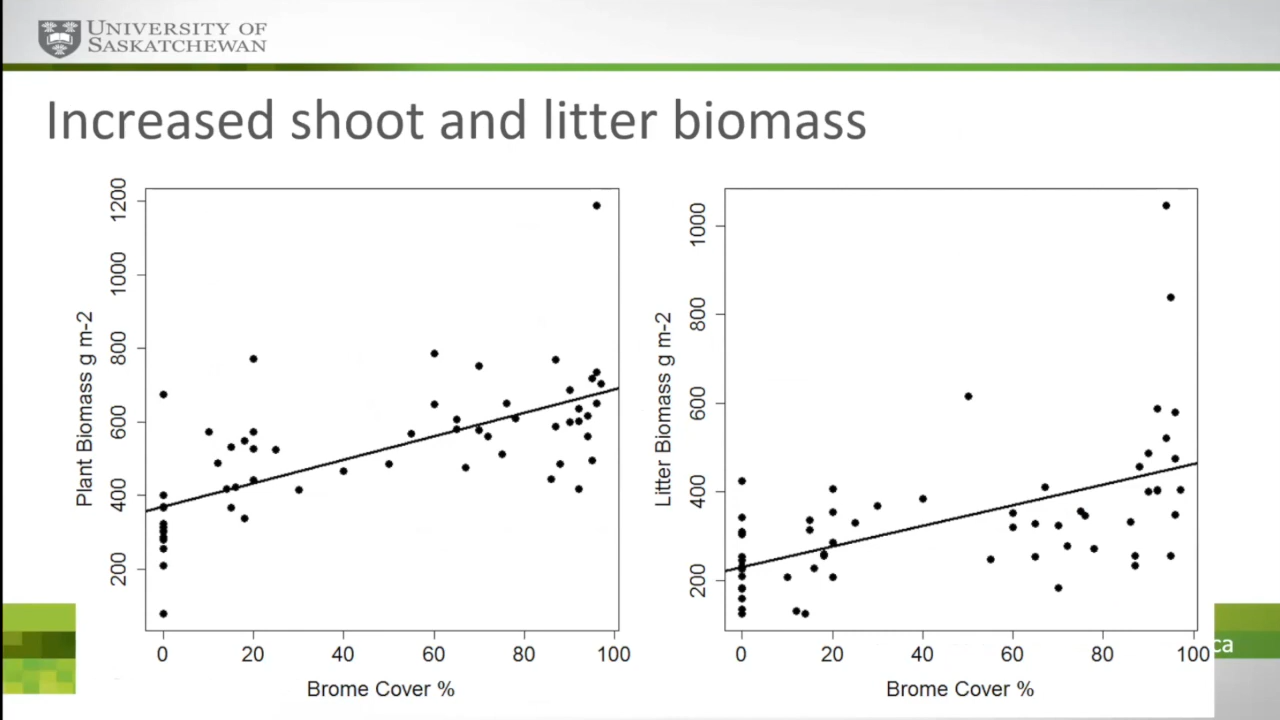 UNIVERSITY OF
SASKATCHEWAN
Increased shoot and litter biomass
Plant Biomass g m-2
1200
1000
800
600
400
200
0 20 40 60 80 100
Brome Cover %
Litter Biomass g m-2
1000
800
600
400
200
0 20 40 60 80 100
Brome Cover %
ca